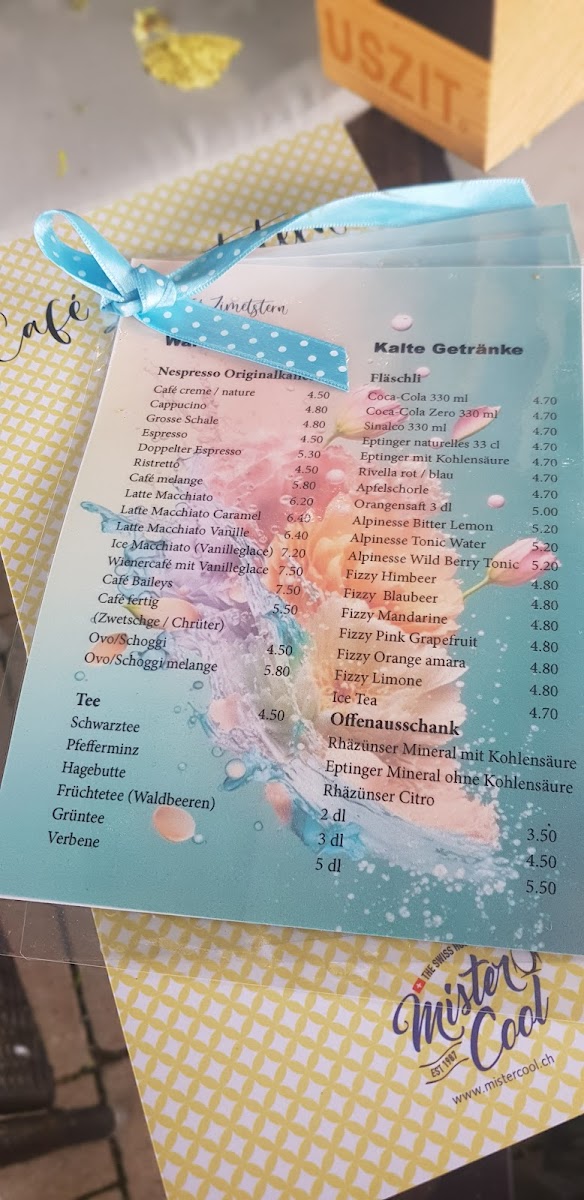 USZIT.
Café
Zimetstern
Nespresso Originalkaffee
Café creme / nature 4.50
Cappucino 4.80
Grosse Schale 4.80
Espresso 4.50
Doppelter Espresso 5.30
Ristretto 4.50
Café melange 5.80
Latte Macchiato 6.20
Latte Macchiato Caramel 6.40
Latte Macchiato Vanille 6.40
Ice Macchiato (Vanilleglace) 7.20
Wienercafé mit Vanilleglace 7.50
Café Baileys 7.50
Café fertig 5.50
(Zwetschge / Chrüter)
Ovo/Schoggi 4.50
Ovo/Schoggi melange 5.80
Tee 4.50
Schwarztee
Pfefferminz
Hagebutte
Früchtetee (Waldbeeren)
Grüntee
Verbene
Kalte Getränke
Fläschli
Coca-Cola 330 ml 4.70
Coca-Cola Zero 330 ml 4.70
Sinalco 330 ml 4.70
Eptinger naturelles 33 cl 4.70
Eptinger mit Kohlensäure 4.70
Rivella rot / blau 4.70
Apfelschorle 4.70
Orangensaft 3 dl 5.00
Alpinesse Bitter Lemon 5.20
Alpinesse Tonic Water 5.20
Alpinesse Wild Berry Tonic 5.20
Fizzy Himbeer 4.80
Fizzy Blaubeer 4.80
Fizzy Mandarine 4.80
Fizzy Pink Grapefruit 4.80
Fizzy Orange amara 4.80
Fizzy Limone 4.80
Ice Tea 4.70
Offenausschank
Rhäzünser Mineral mit Kohlensäure
Eptinger Mineral ohne Kohlensäure
Rhäzünser Citro
2 dl 3.50
3 dl 4.50
5 dl 5.50
THE SWISS
Mister
Cool
EST 1987
www.mistercool.ch